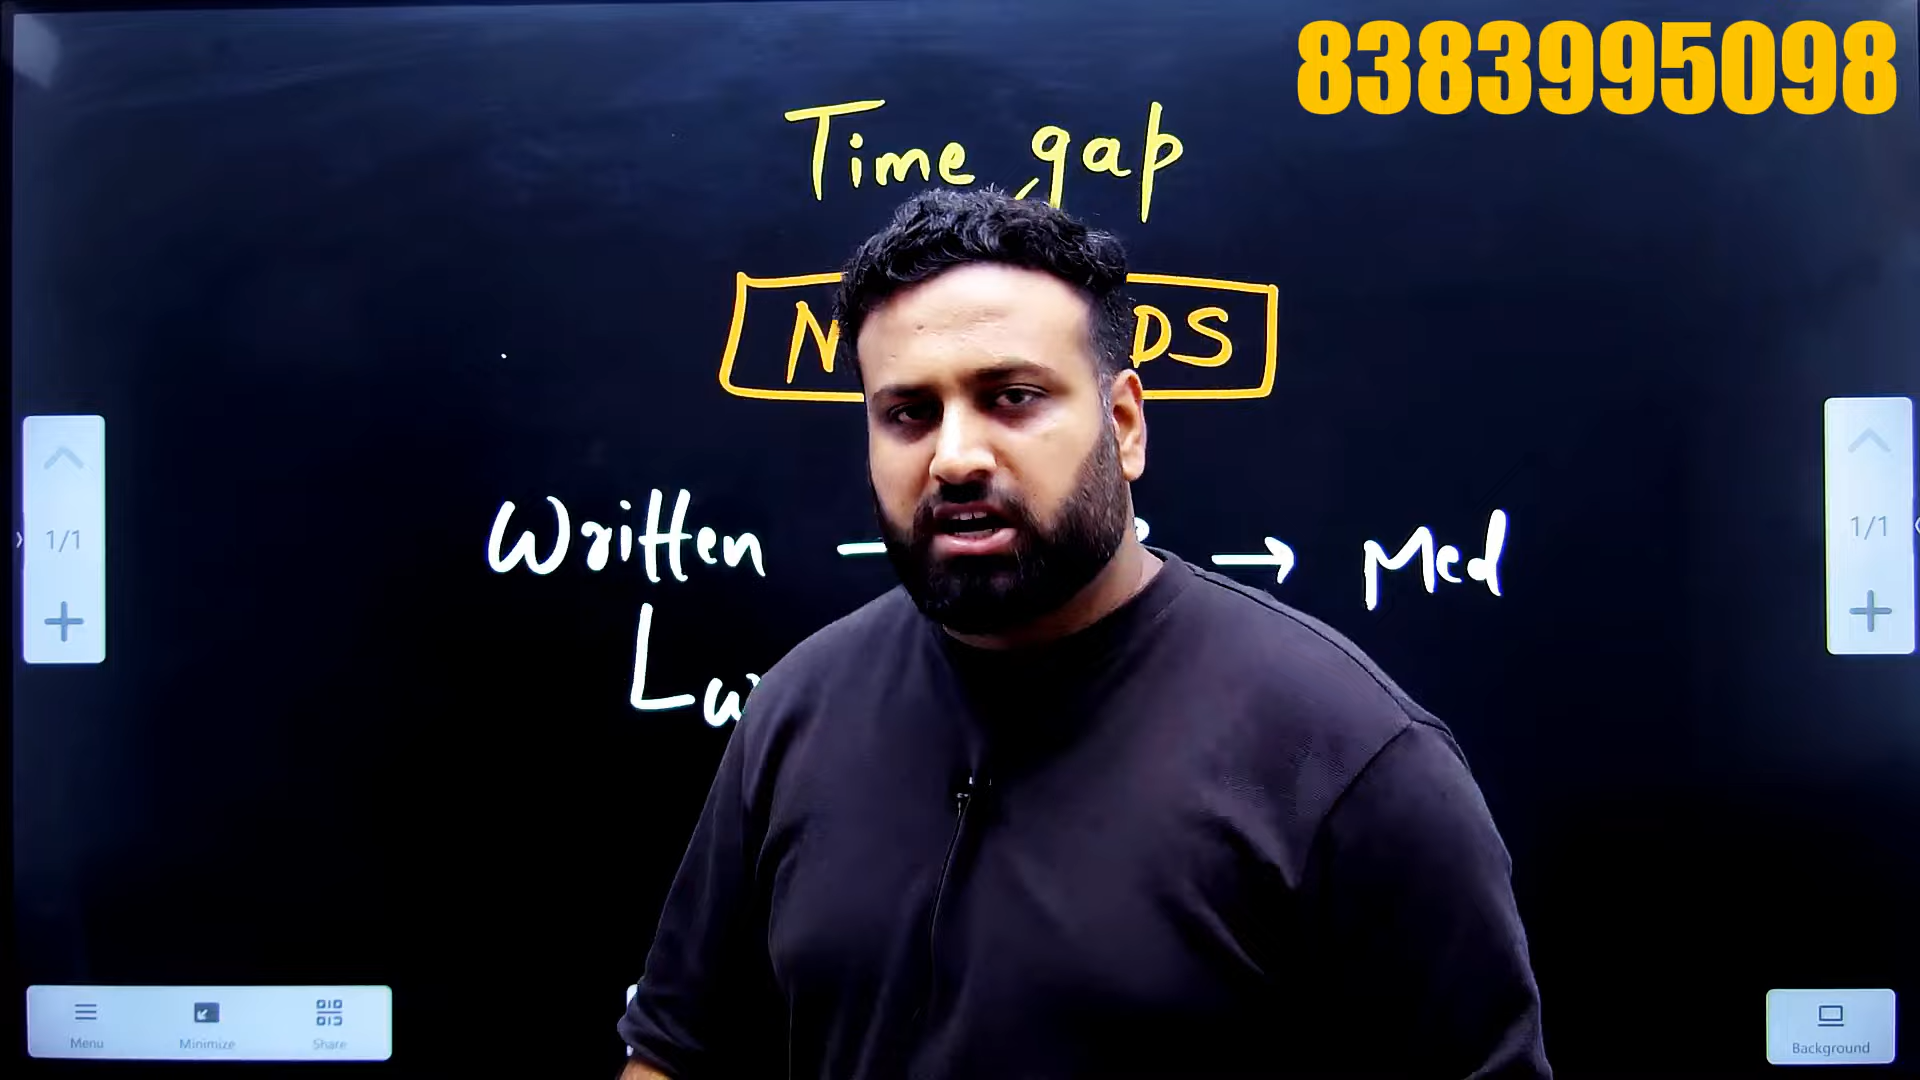 8383995098
Time gap
DS
Written → Med
1/1
1/1
Menu Minimize Share
Background